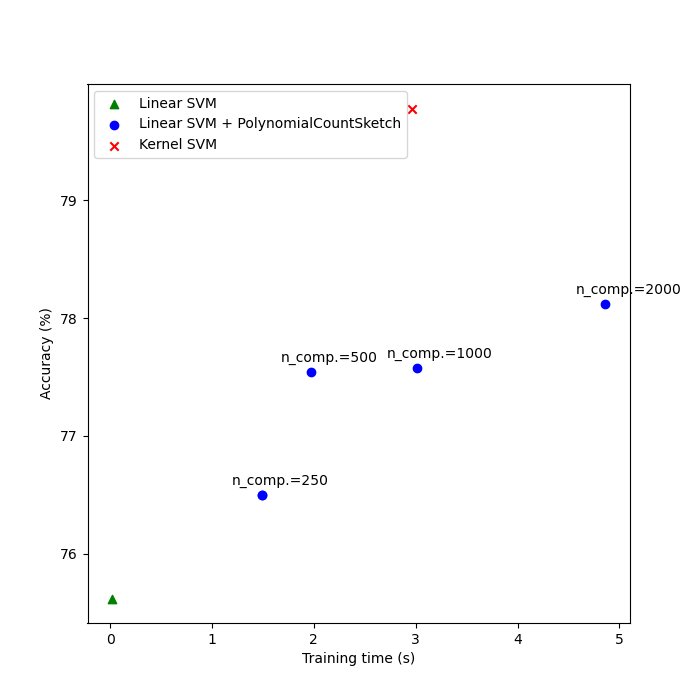 Linear SVM
Linear SVM + PolynomialCountSketch
Kernel SVM
79
n_comp.=2000
78
n_comp.=1000
n_comp.=500
77
n_comp.=250
76
Accuracy (%)
0 1 2 3 4 5
Training time (s)